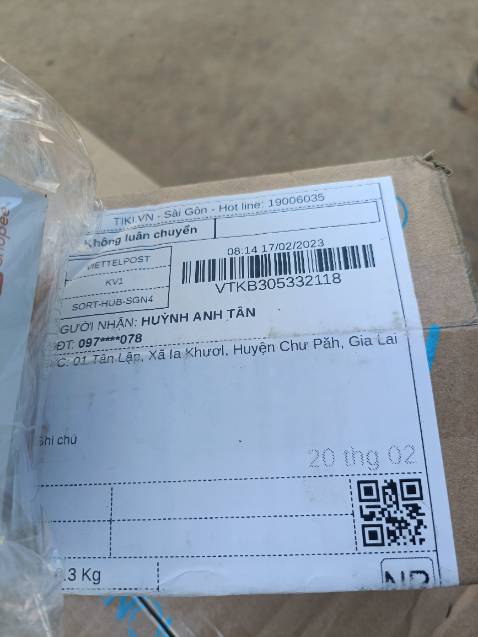 TIKI.VN - Sài Gòn - Hot line: 19006035
Không luân chuyển
VIETTELPOST
KV1
SORT-HUB-SGN4
08:14 17/02/2023
VTKB305332118
GƯỜI NHẬN: HUỲNH ANH TÂN
ĐT: 097****078
ĐC: 01 Tân Lập, Xã Ia Khươl, Huyện Chư Păh, Gia Lai
Ghi chú
20 thg 02
.3 Kg
Shopee